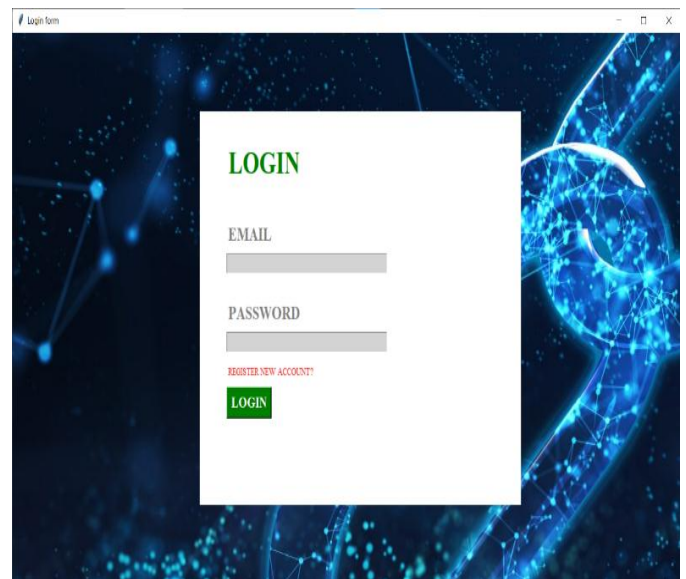 Login form
LOGIN
EMAIL
PASSWORD
REGISTER NEW ACCOUNT?
LOGIN